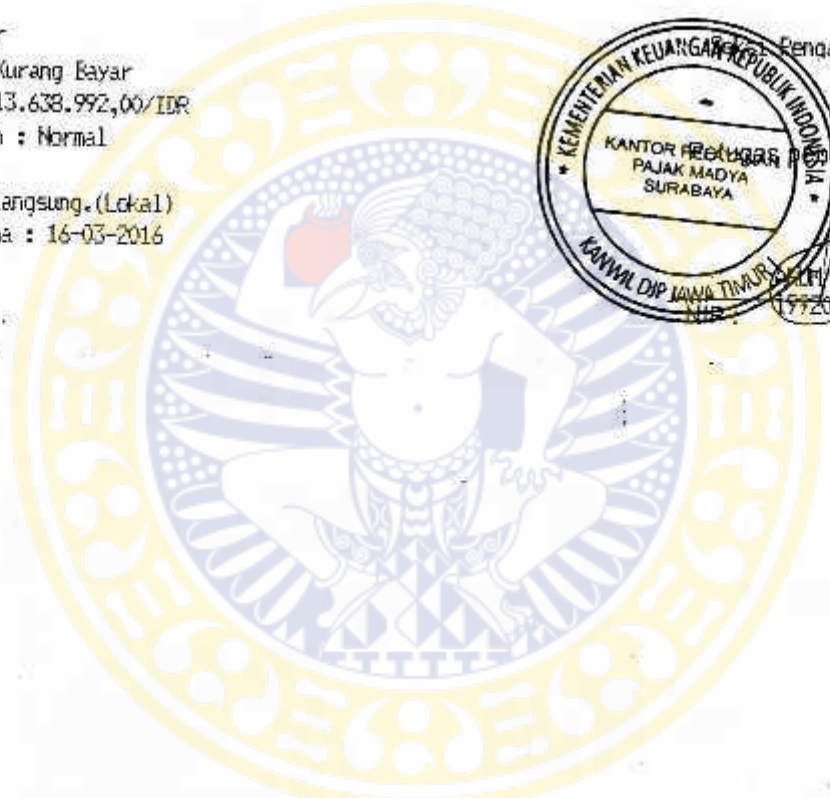 Kurang Bayar
13.638.992,00/IDR
: Normal
angsung.(Lokal)
a : 16-03-2016
KEMENTERIAN KEUANGAN REPUBLIK INDONESIA
KANTOR
PAJAK MADYA
SURABAYA
KANWIL DJP JAWA TIMUR I
NIP.